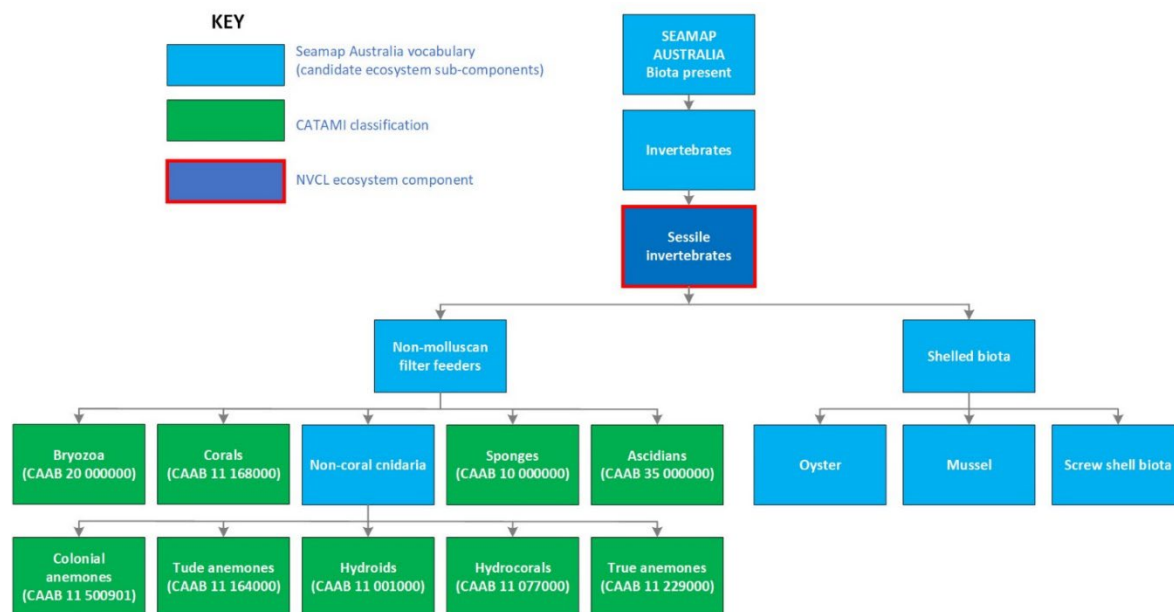 KEY
Seamap Australia vocabulary
(candidate ecosystem sub-components)
CATAMI classification
NVCL ecosystem component
SEAMAP
AUSTRALIA
Biota present
Invertebrates
Sessile
invertebrates
Non-molluscan
filter feeders
Shelled biota
Bryozoa
(CAAB 20 000000)
Corals
(CAAB 11 168000)
Non-coral cnidaria
Sponges
(CAAB 10 000000)
Ascidians
(CAAB 35 000000)
Oyster
Mussel
Screw shell biota
Colonial
anemones
(CAAB 11 500901)
Tude anemones
(CAAB 11 164000)
Hydroids
(CAAB 11 001000)
Hydrocorals
(CAAB 11 077000)
True anemones
(CAAB 11 229000)